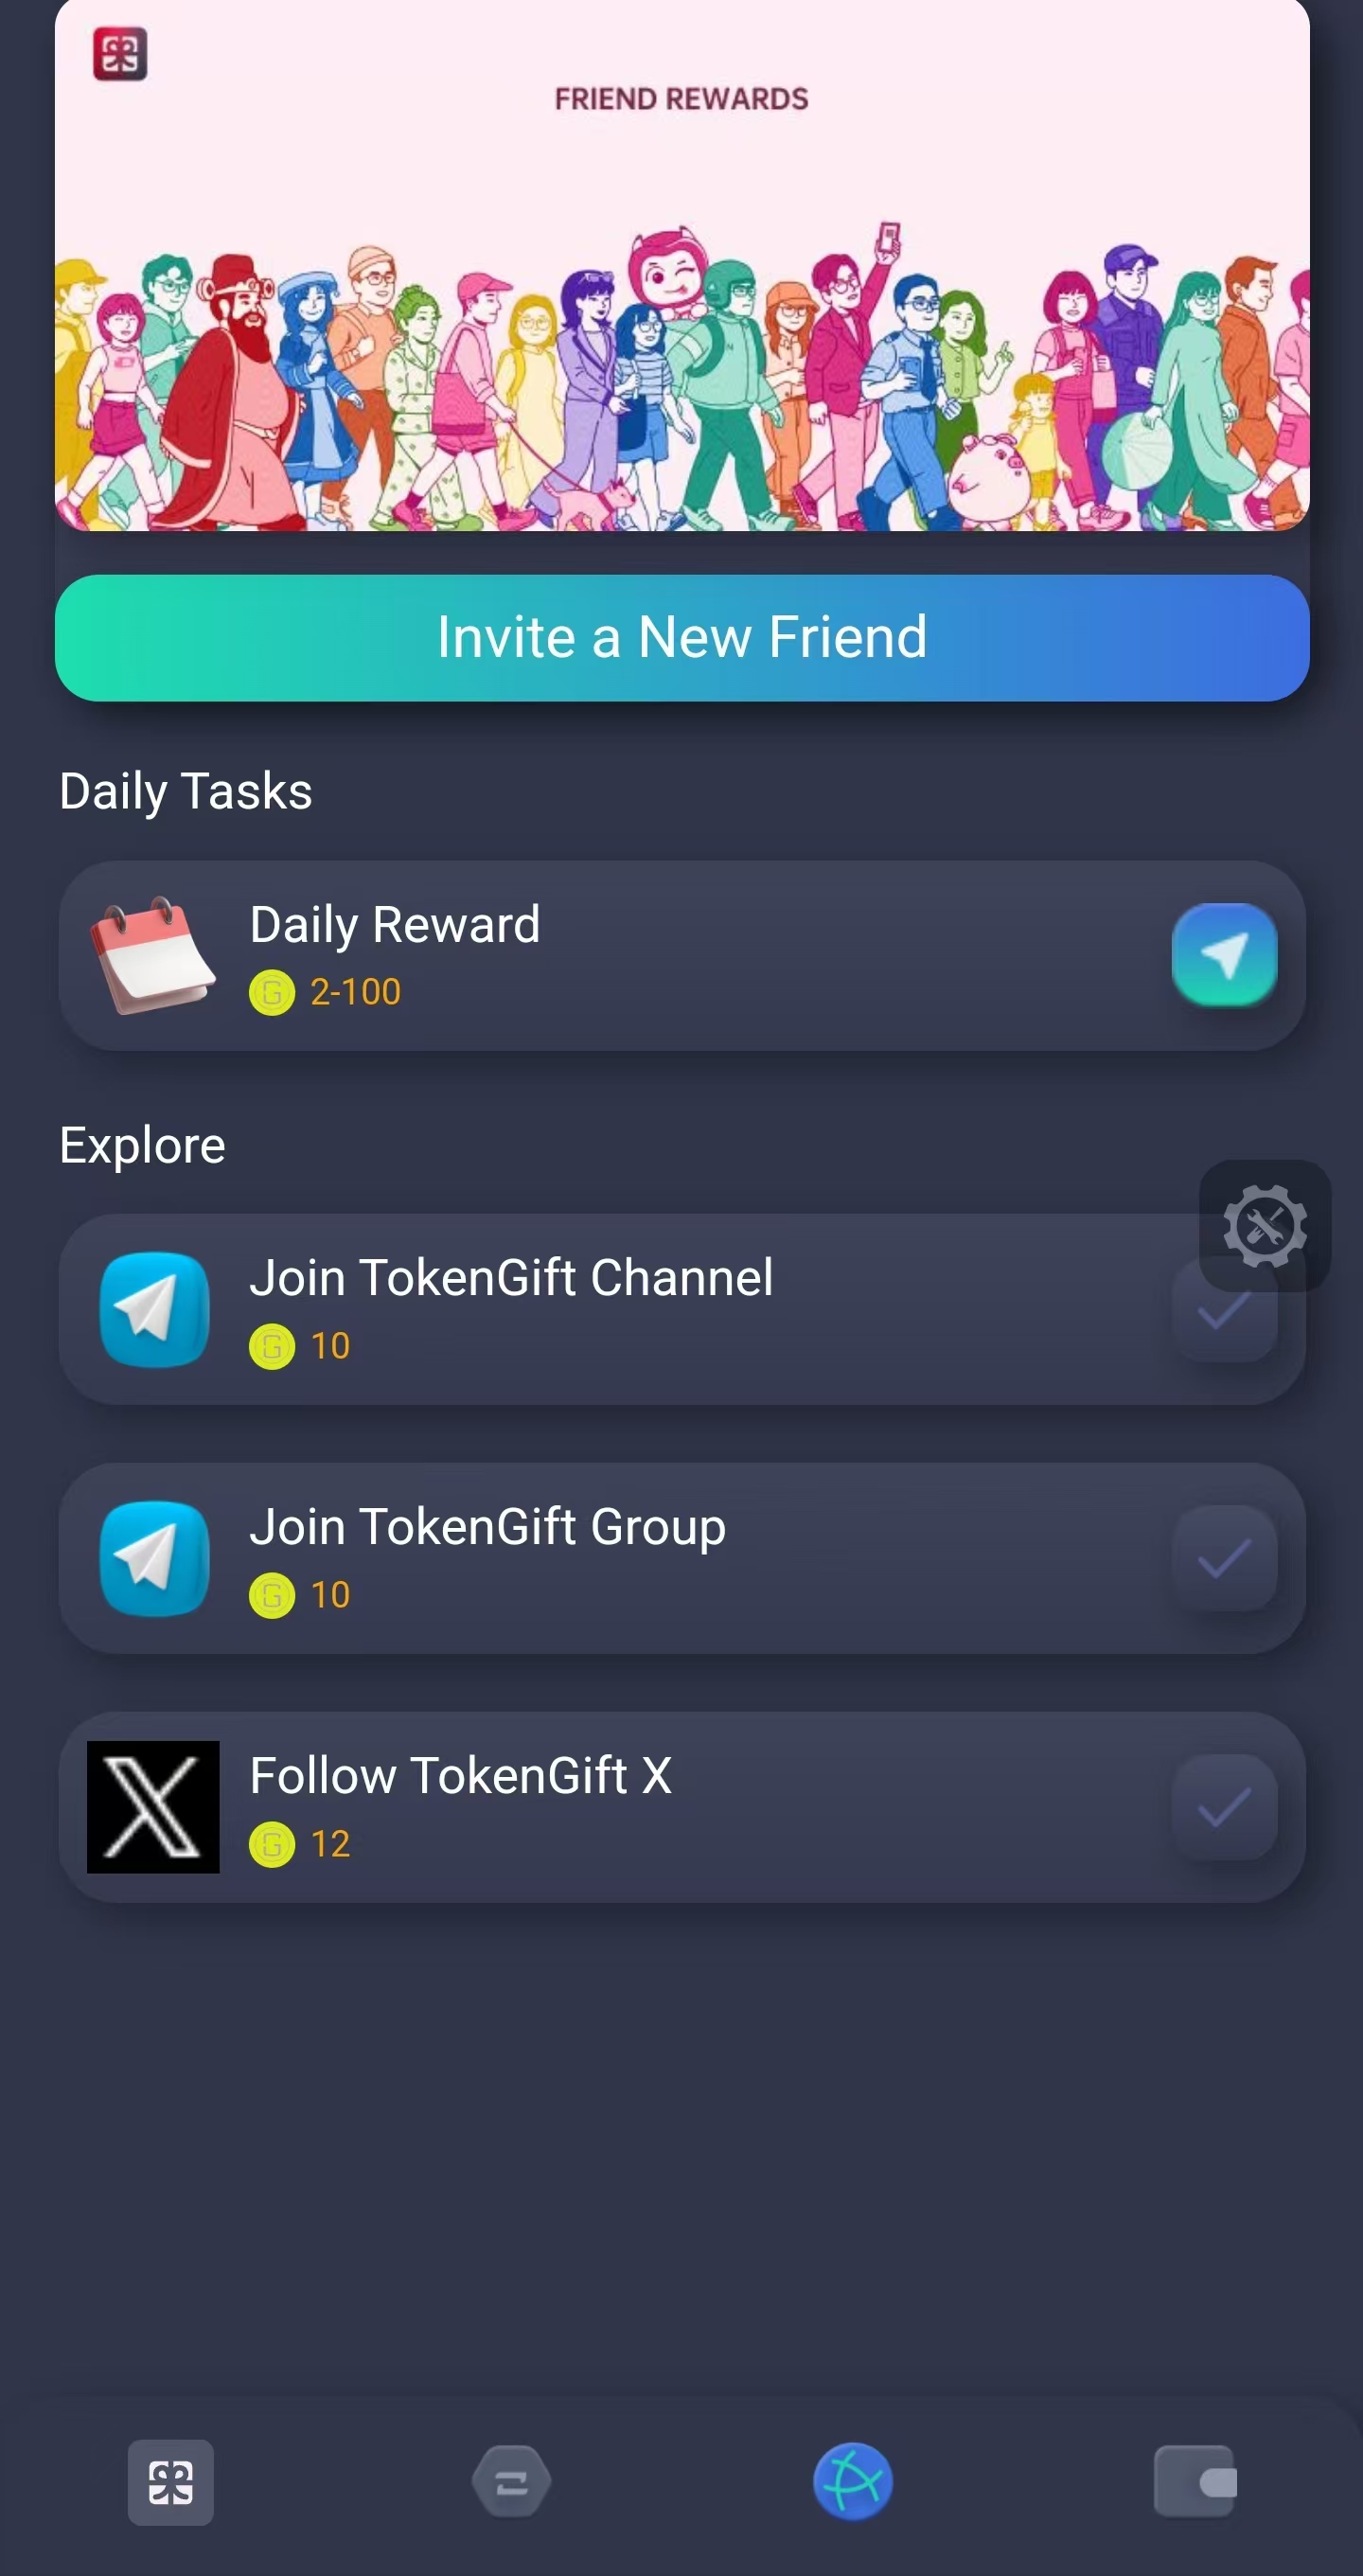 FRIEND REWARDS
Invite a New Friend
Daily Tasks
Daily Reward
2-100
Explore
Join TokenGift Channel
10
Join TokenGift Group
10
Follow TokenGift X
12